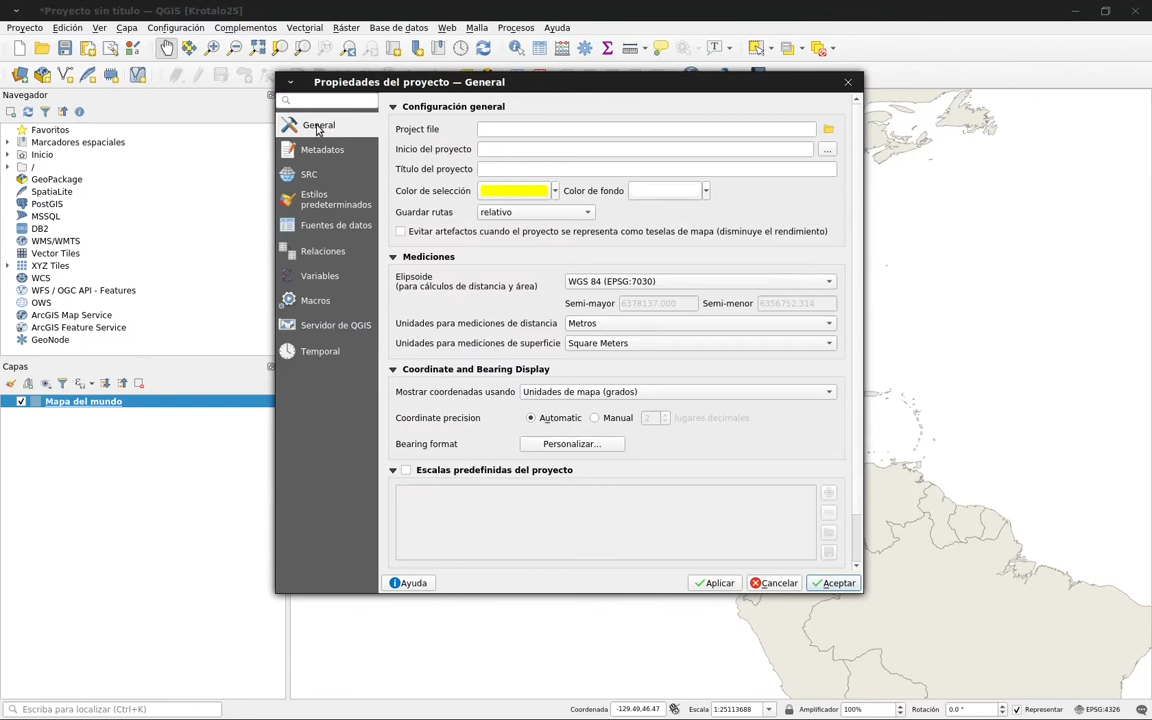 *Proyecto sin título — QGIS [Krotalo25]
Proyecto Edición Ver Capa Configuración Complementos Vectorial Ráster Base de datos Web Malla Procesos Ayuda
Navegador
Favoritos
Marcadores espaciales
Inicio
/
GeoPackage
SpatiaLite
PostGIS
MSSQL
DB2
WMS/WMTS
Vector Tiles
XYZ Tiles
WCS
WFS / OGC API - Features
OWS
ArcGIS Map Service
ArcGIS Feature Service
GeoNode
Capas
Mapa del mundo
Propiedades del proyecto — General
General
Metadatos
SRC
Estilos
predeterminados
Fuentes de datos
Relaciones
Variables
Macros
Servidor de QGIS
Temporal
Configuración general
Project file
Inicio del proyecto ...
Título del proyecto
Color de selección Color de fondo
Guardar rutas relativo
Evitar artefactos cuando el proyecto se representa como teselas de mapa (disminuye el rendimiento)
Mediciones
Elipsoide
(para cálculos de distancia y área) WGS 84 (EPSG:7030)
Semi-mayor 6378137.000 Semi-menor 6356752.314
Unidades para mediciones de distancia Metros
Unidades para mediciones de superficie Square Meters
Coordinate and Bearing Display
Mostrar coordenadas usando Unidades de mapa (grados)
Coordinate precision Automatic Manual 2 lugares decimales
Bearing format Personalizar...
Escalas predefinidas del proyecto
Ayuda Aplicar Cancelar Aceptar
Escriba para localizar (Ctrl+K) Coordenada -129.49,46.47 Escala 1:25113688 Amplificador 100% Rotación 0.0 ° Representar EPSG:4326